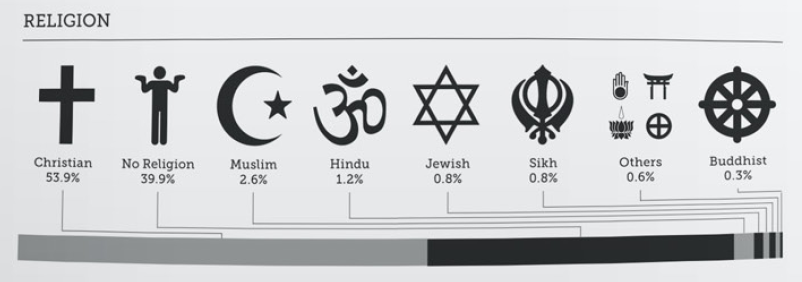 RELIGION
Christian
53.9%
No Religion
39.9%
Muslim
2.6%
Hindu
1.2%
Jewish
0.8%
Sikh
0.8%
Others
0.6%
Buddhist
0.3%